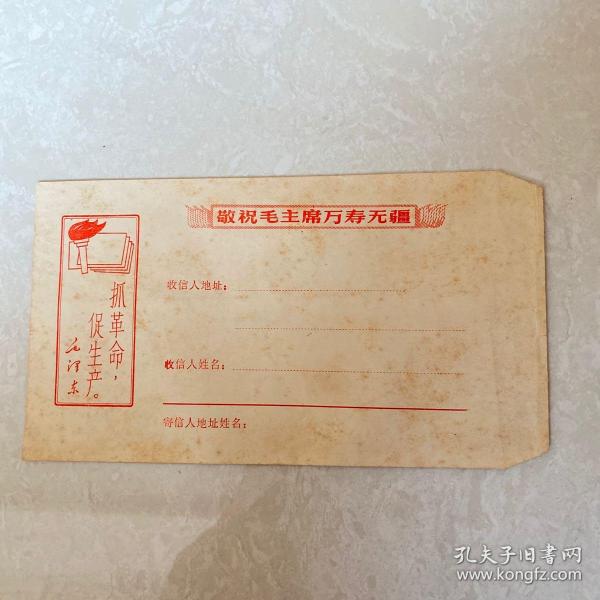 敬祝毛主席万寿无疆
抓革命，
促生产。
毛泽东
收信人地址：
收信人姓名：
寄信人地址姓名：
孔夫子旧書网
www.kongfz.com